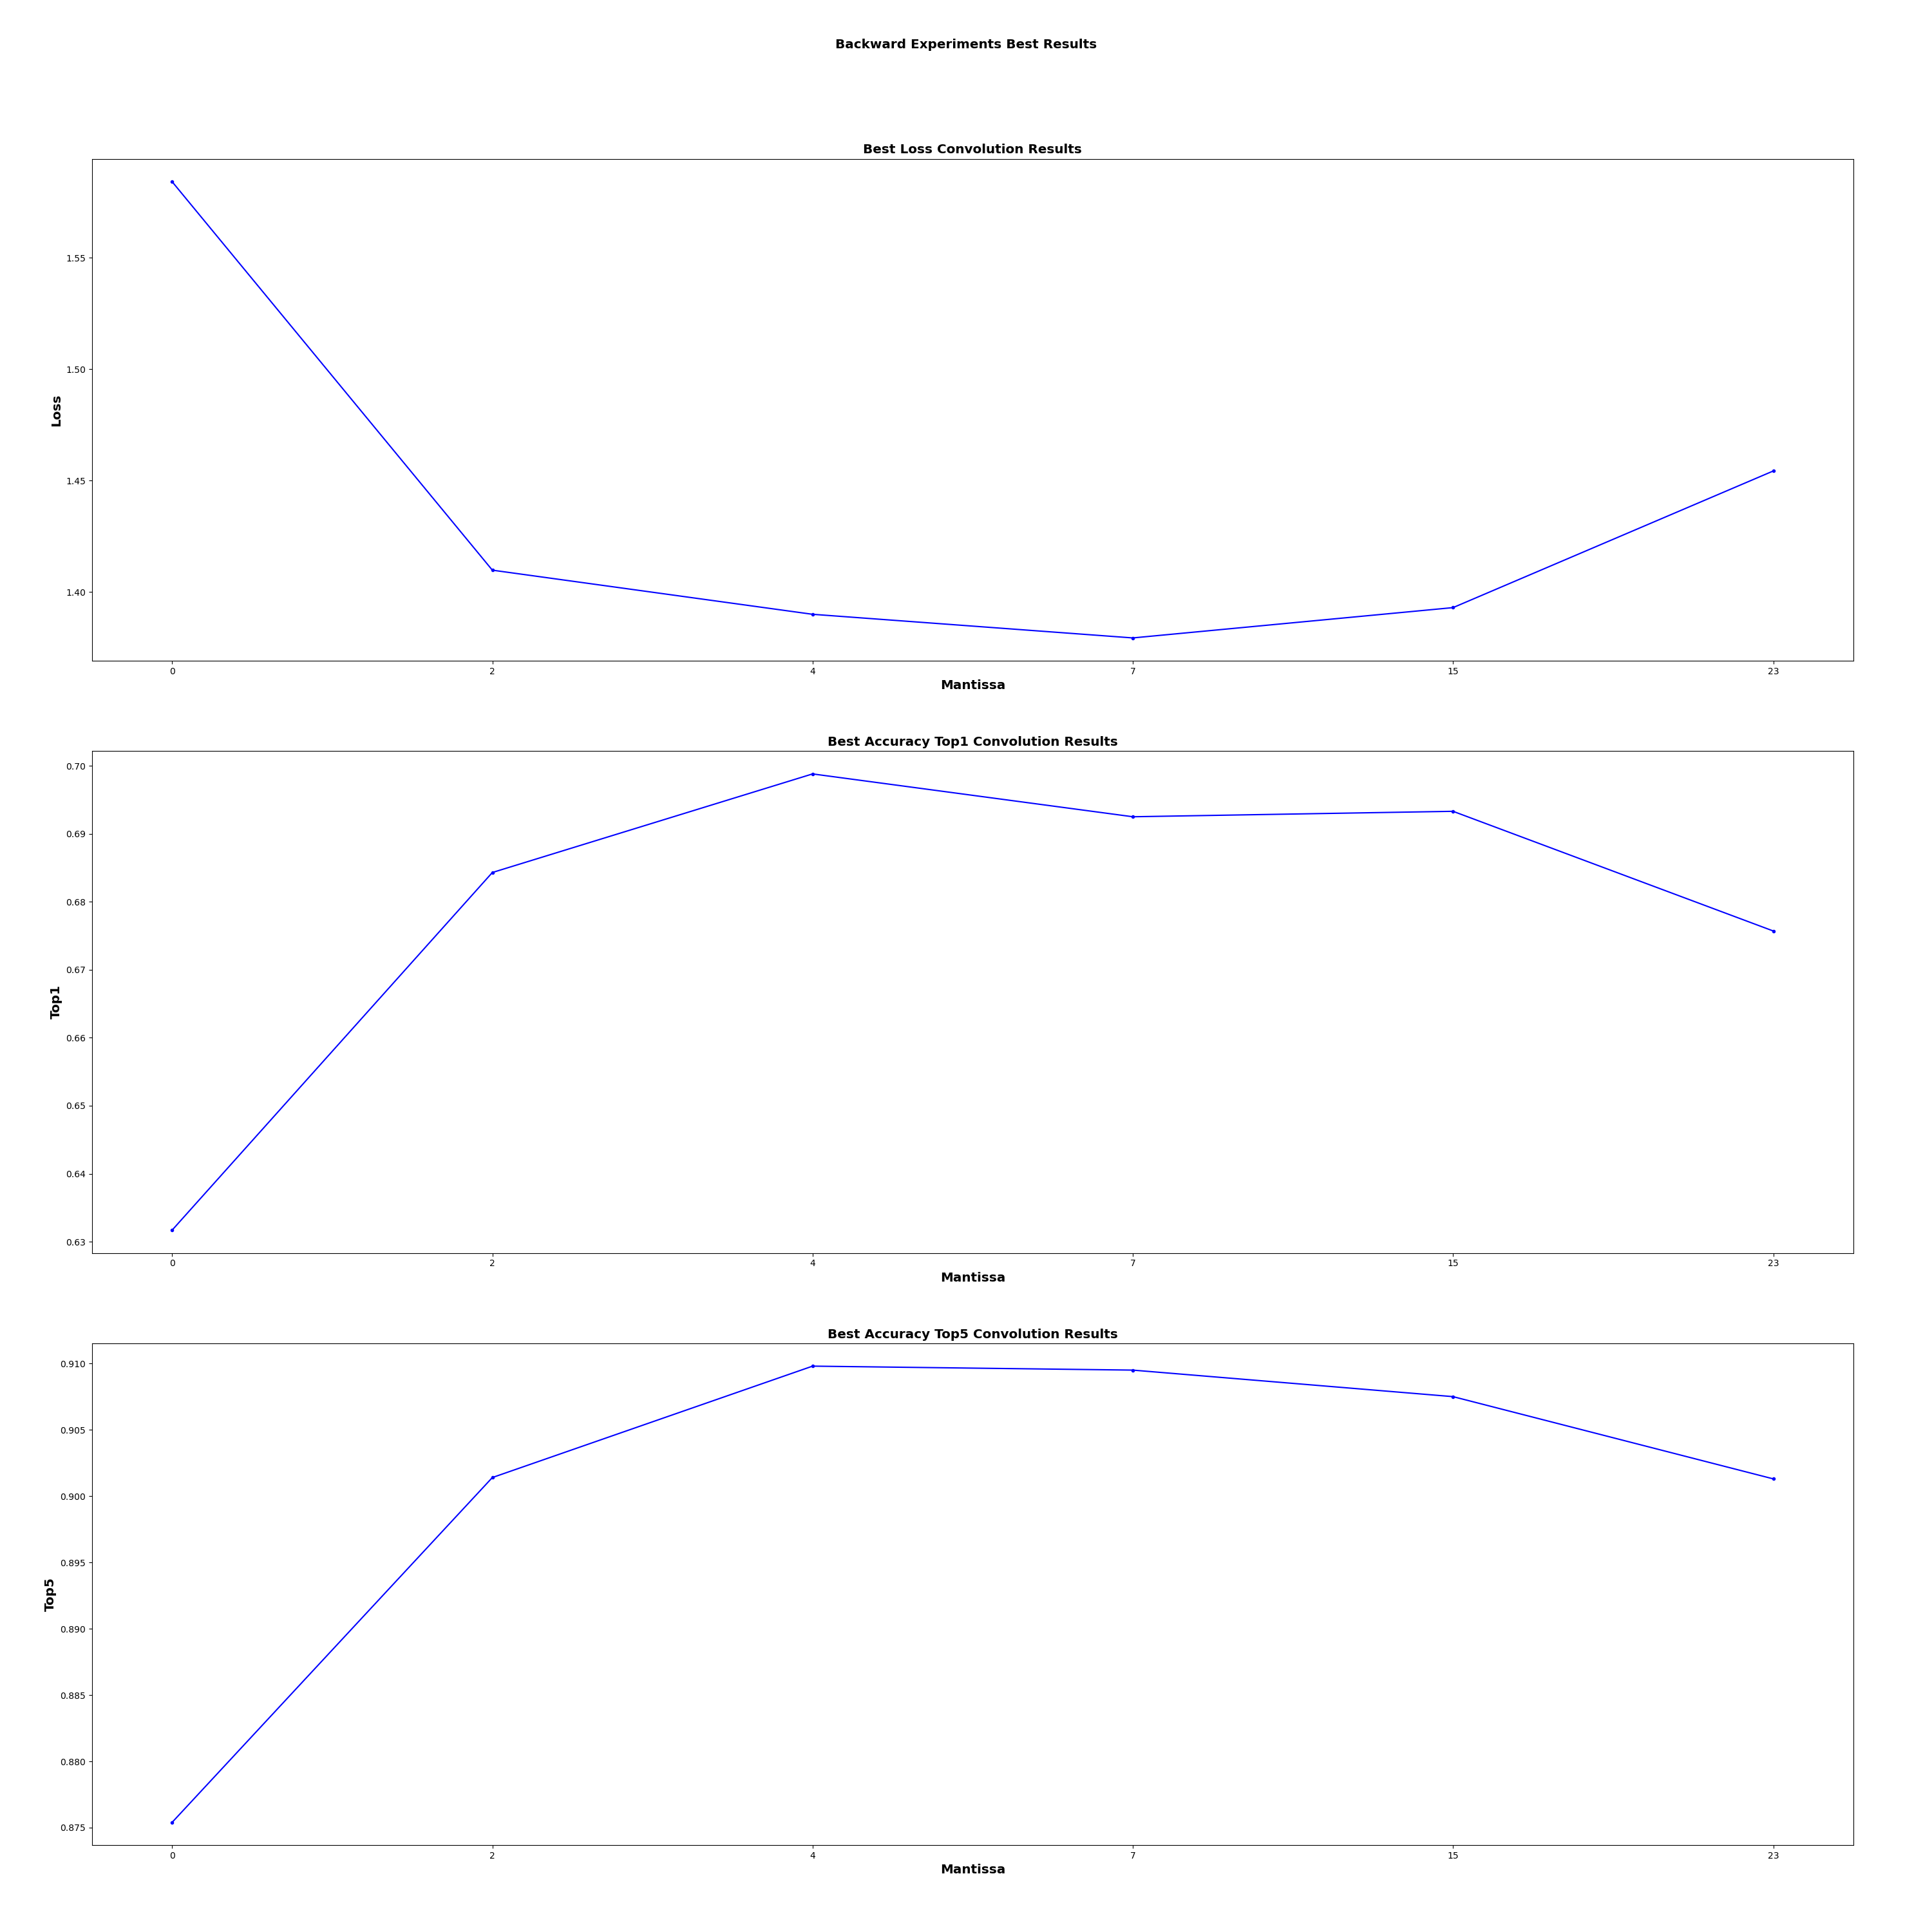 Backward Experiments Best Results
Best Loss Convolution Results
1.55
1.50
1.45
1.40
Loss
0 2 4 7 15 23
Mantissa
Best Accuracy Top1 Convolution Results
0.70
0.69
0.68
0.67
0.66
0.65
0.64
0.63
Top1
0 2 4 7 15 23
Mantissa
Best Accuracy Top5 Convolution Results
0.910
0.905
0.900
0.895
0.890
0.885
0.880
0.875
Top5
0 2 4 7 15 23
Mantissa